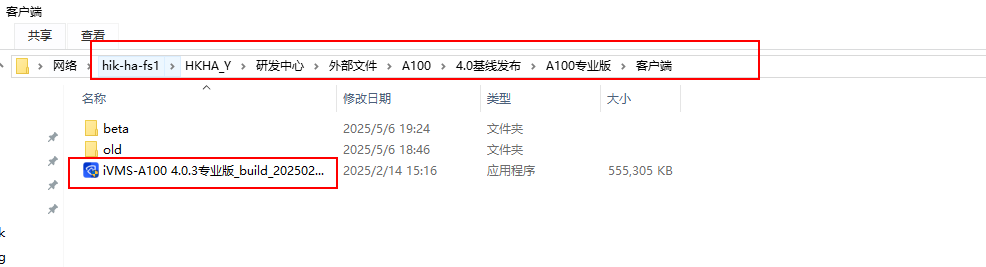 客户端
共享 查看
网络 > hik-ha-fs1 > HKHA_Y > 研发中心 > 外部文件 > A100 > 4.0基线发布 > A100专业版 > 客户端
名称 修改日期 类型 大小
beta 2025/5/6 19:24 文件夹
old 2025/5/6 18:46 文件夹
iVMS-A100 4.0.3专业版_build_202502... 2025/2/14 15:16 应用程序 555,305 KB
k
g